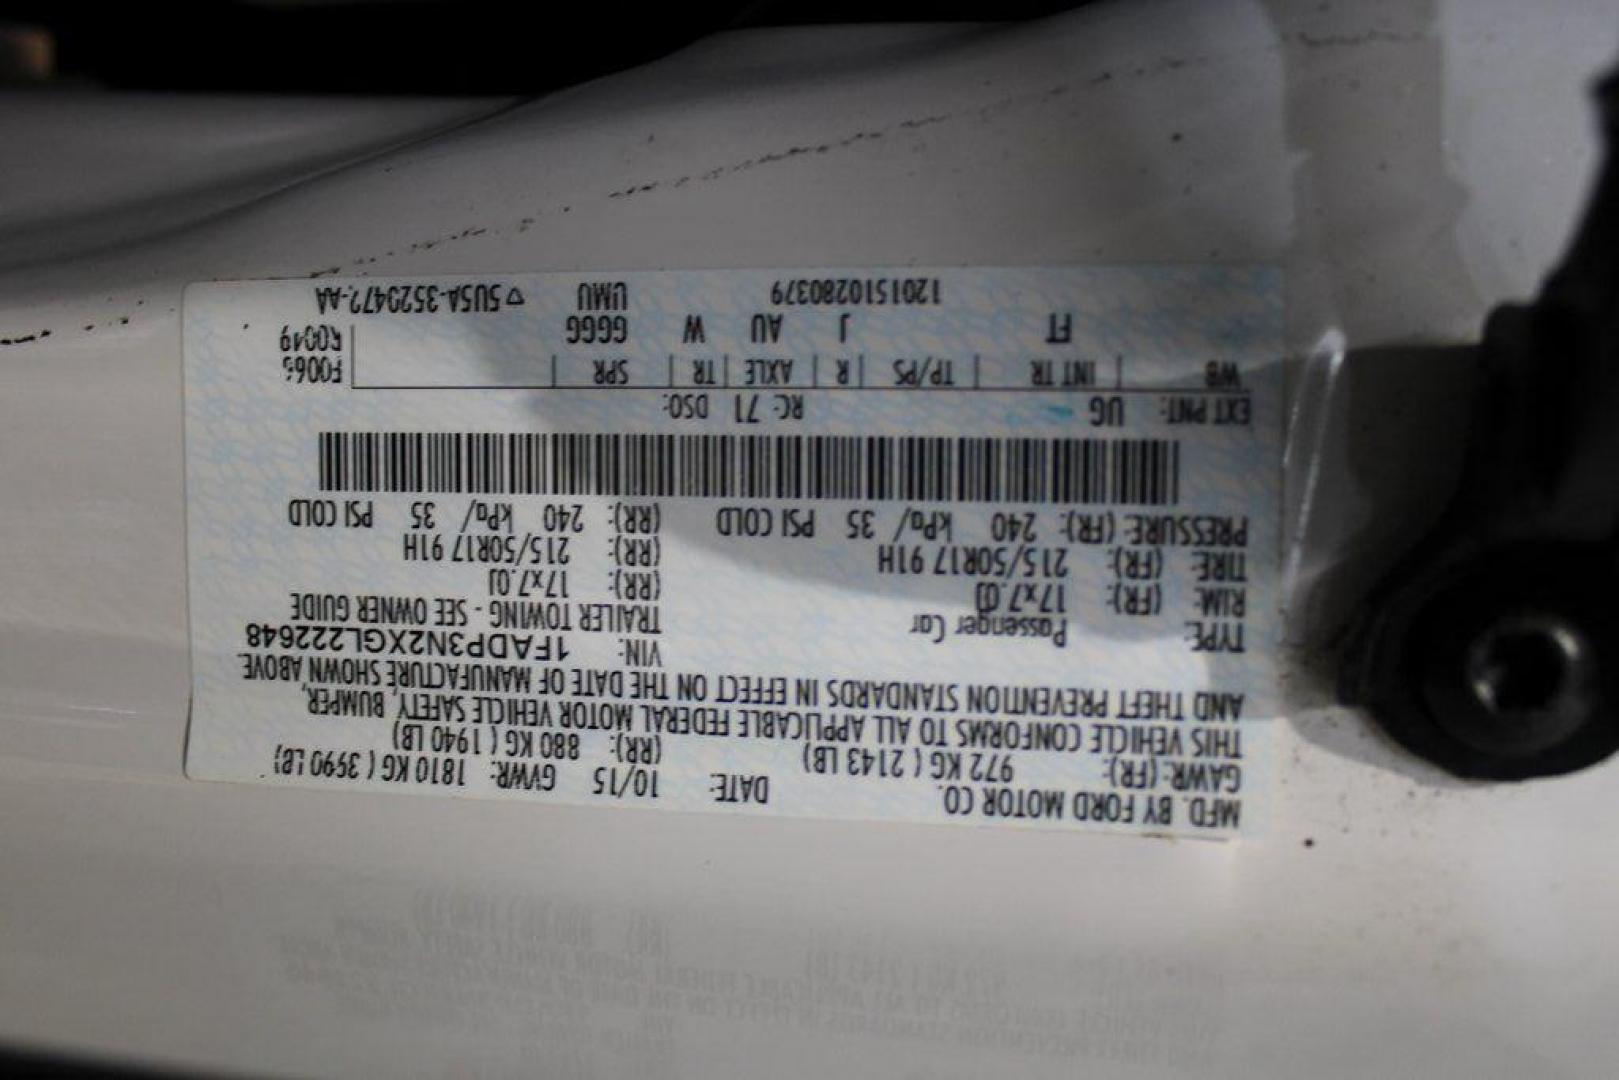 MFD. BY FORD MOTOR CO. DATE: 10/15 GVWR: 1810 KG ( 3990 LB)
GAWR: (FR): 972 KG ( 2143 LB) (RR): 880 KG ( 1940 LB)
THIS VEHICLE CONFORMS TO ALL APPLICABLE FEDERAL MOTOR VEHICLE SAFETY, BUMPER,
AND THEFT PREVENTION STANDARDS IN EFFECT ON THE DATE OF MANUFACTURE SHOWN ABOVE.
VIN: 1FADP3N2XGL222648
TYPE: Passenger Car TRAILER TOWING - SEE OWNER GUIDE
RIM: (FR): 17x7.0J (RR): 17x7.0J
TIRE: (FR): 215/50R17 91H (RR): 215/50R17 91H
PRESSURE: (FR): 240 kPa/ 35 PSI COLD (RR): 240 kPa/ 35 PSI COLD
EXT PNT: UG RC: 71 DSO:
WB INT TR TP/PS R AXLE TR SPR F0065
FT J AU W GGGG R0049
120151028037​9 UMU ▽ 5U5A-3520472-AA